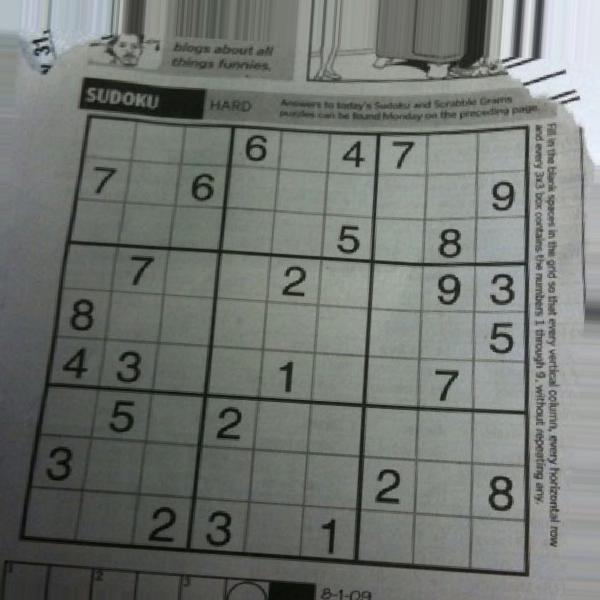 31.
blogs about all
things funnies.
SUDOKU HARD Answers to today's Sudoku and Scrabble Grams
puzzles can be found Monday on the preceding page.
6 4 7
7 6 9
5 8
7 2 9 3
8 5
4 3 1 7
5 2
3 2 8
2 3 1
Fill in the blank spaces in the grid so that every vertical column, every horizontal row
and every 3x3 box contains the numbers 1 through 9, without repeating any.
1 2 3
8-1-09